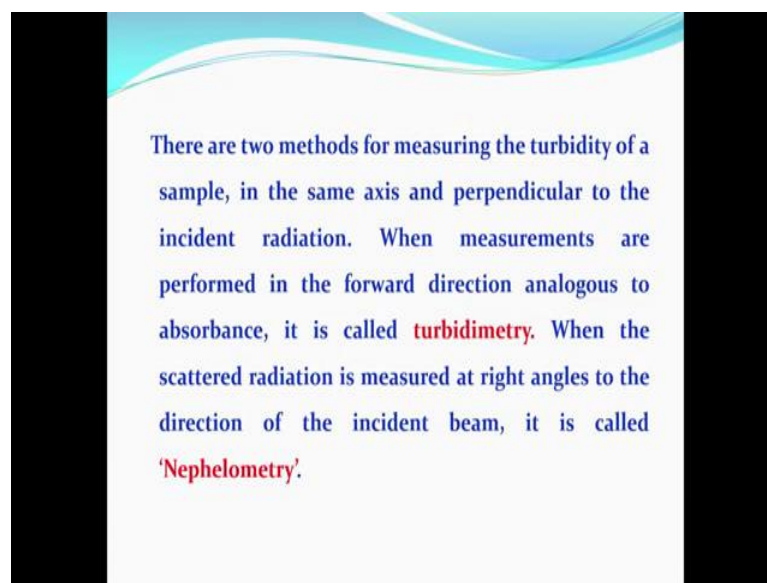 There are two methods for measuring the turbidity of a
sample, in the same axis and perpendicular to the
incident radiation. When measurements are
performed in the forward direction analogous to
absorbance, it is called turbidimetry. When the
scattered radiation is measured at right angles to the
direction of the incident beam, it is called
‘Nephelometry’.